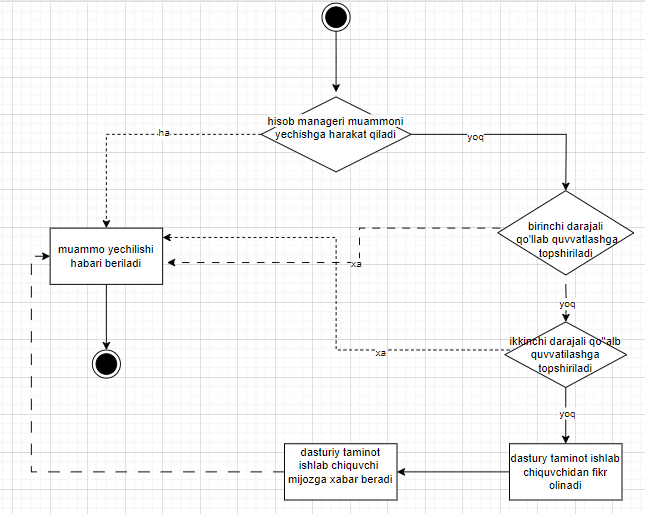 hisob manageri muammoni
yechishga harakat qiladi
ha
yoq
birinchi darajali
qo'llab quvvatlashga
topshiriladi
muammo yechilishi
habari beriladi
xa
yoq
ikkinchi darajali qo"alb
quvvatilashga
topshiriladi
xa
yoq
dasturiy taminot
ishlab chiquvchi
mijozga xabar beradi
dastury taminot ishlab
chiquvchidan fikr
olinadi